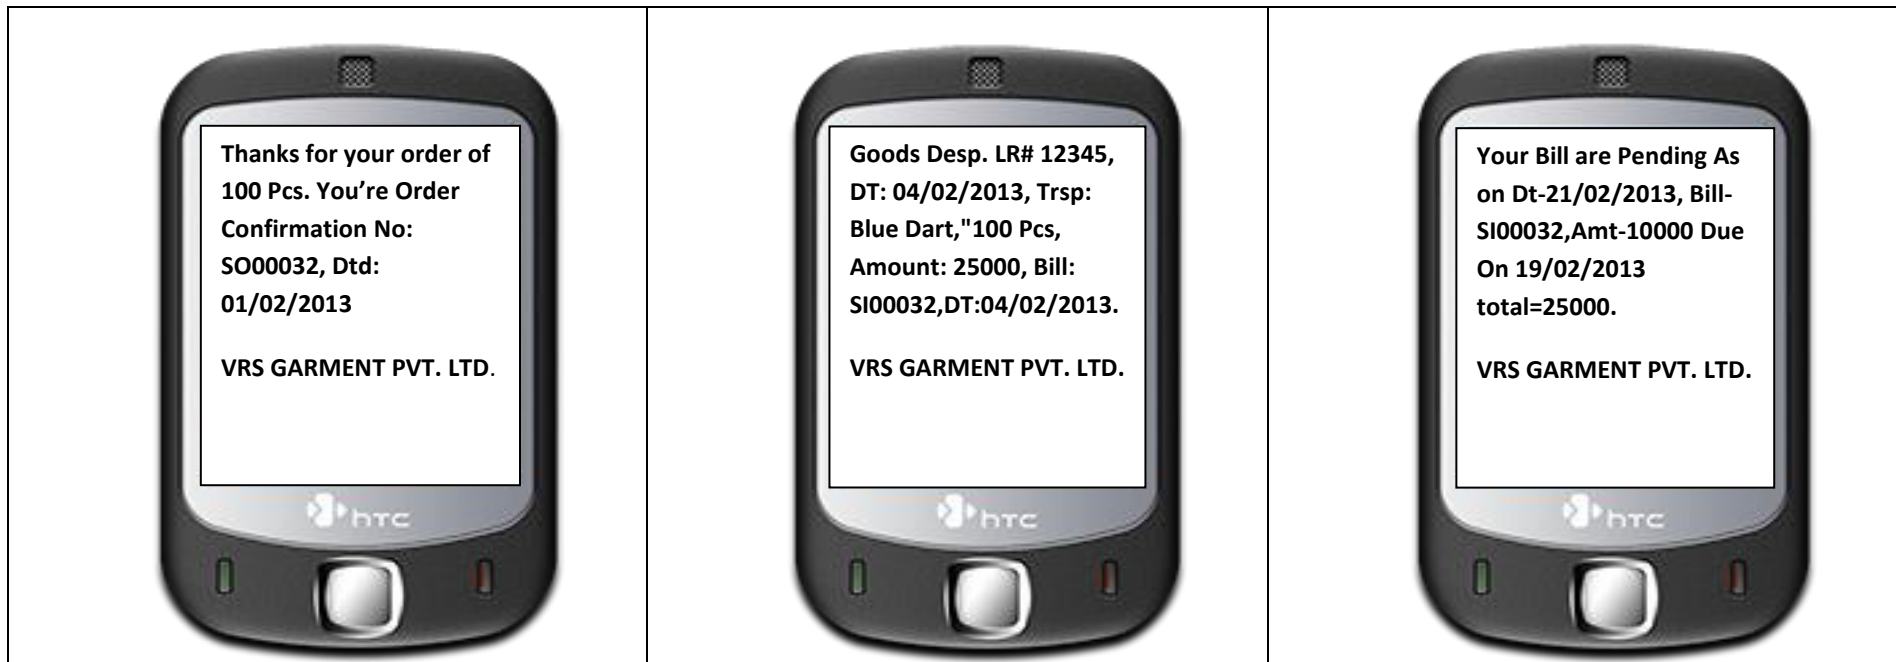 Thanks for your order of
100 Pcs. You’re Order
Confirmation No:
SO00032, Dtd:
01/02/2013
VRS GARMENT PVT. LTD.
htc
Goods Desp. LR# 12345,
DT: 04/02/2013, Trsp:
Blue Dart,"100 Pcs,
Amount: 25000, Bill:
SI00032,DT:04/02/2013.
VRS GARMENT PVT. LTD.
htc
Your Bill are Pending As
on Dt-21/02/2013, Bill-
SI00032,Amt-10000 Due
On 19/02/2013
total=25000.
VRS GARMENT PVT. LTD.
htc